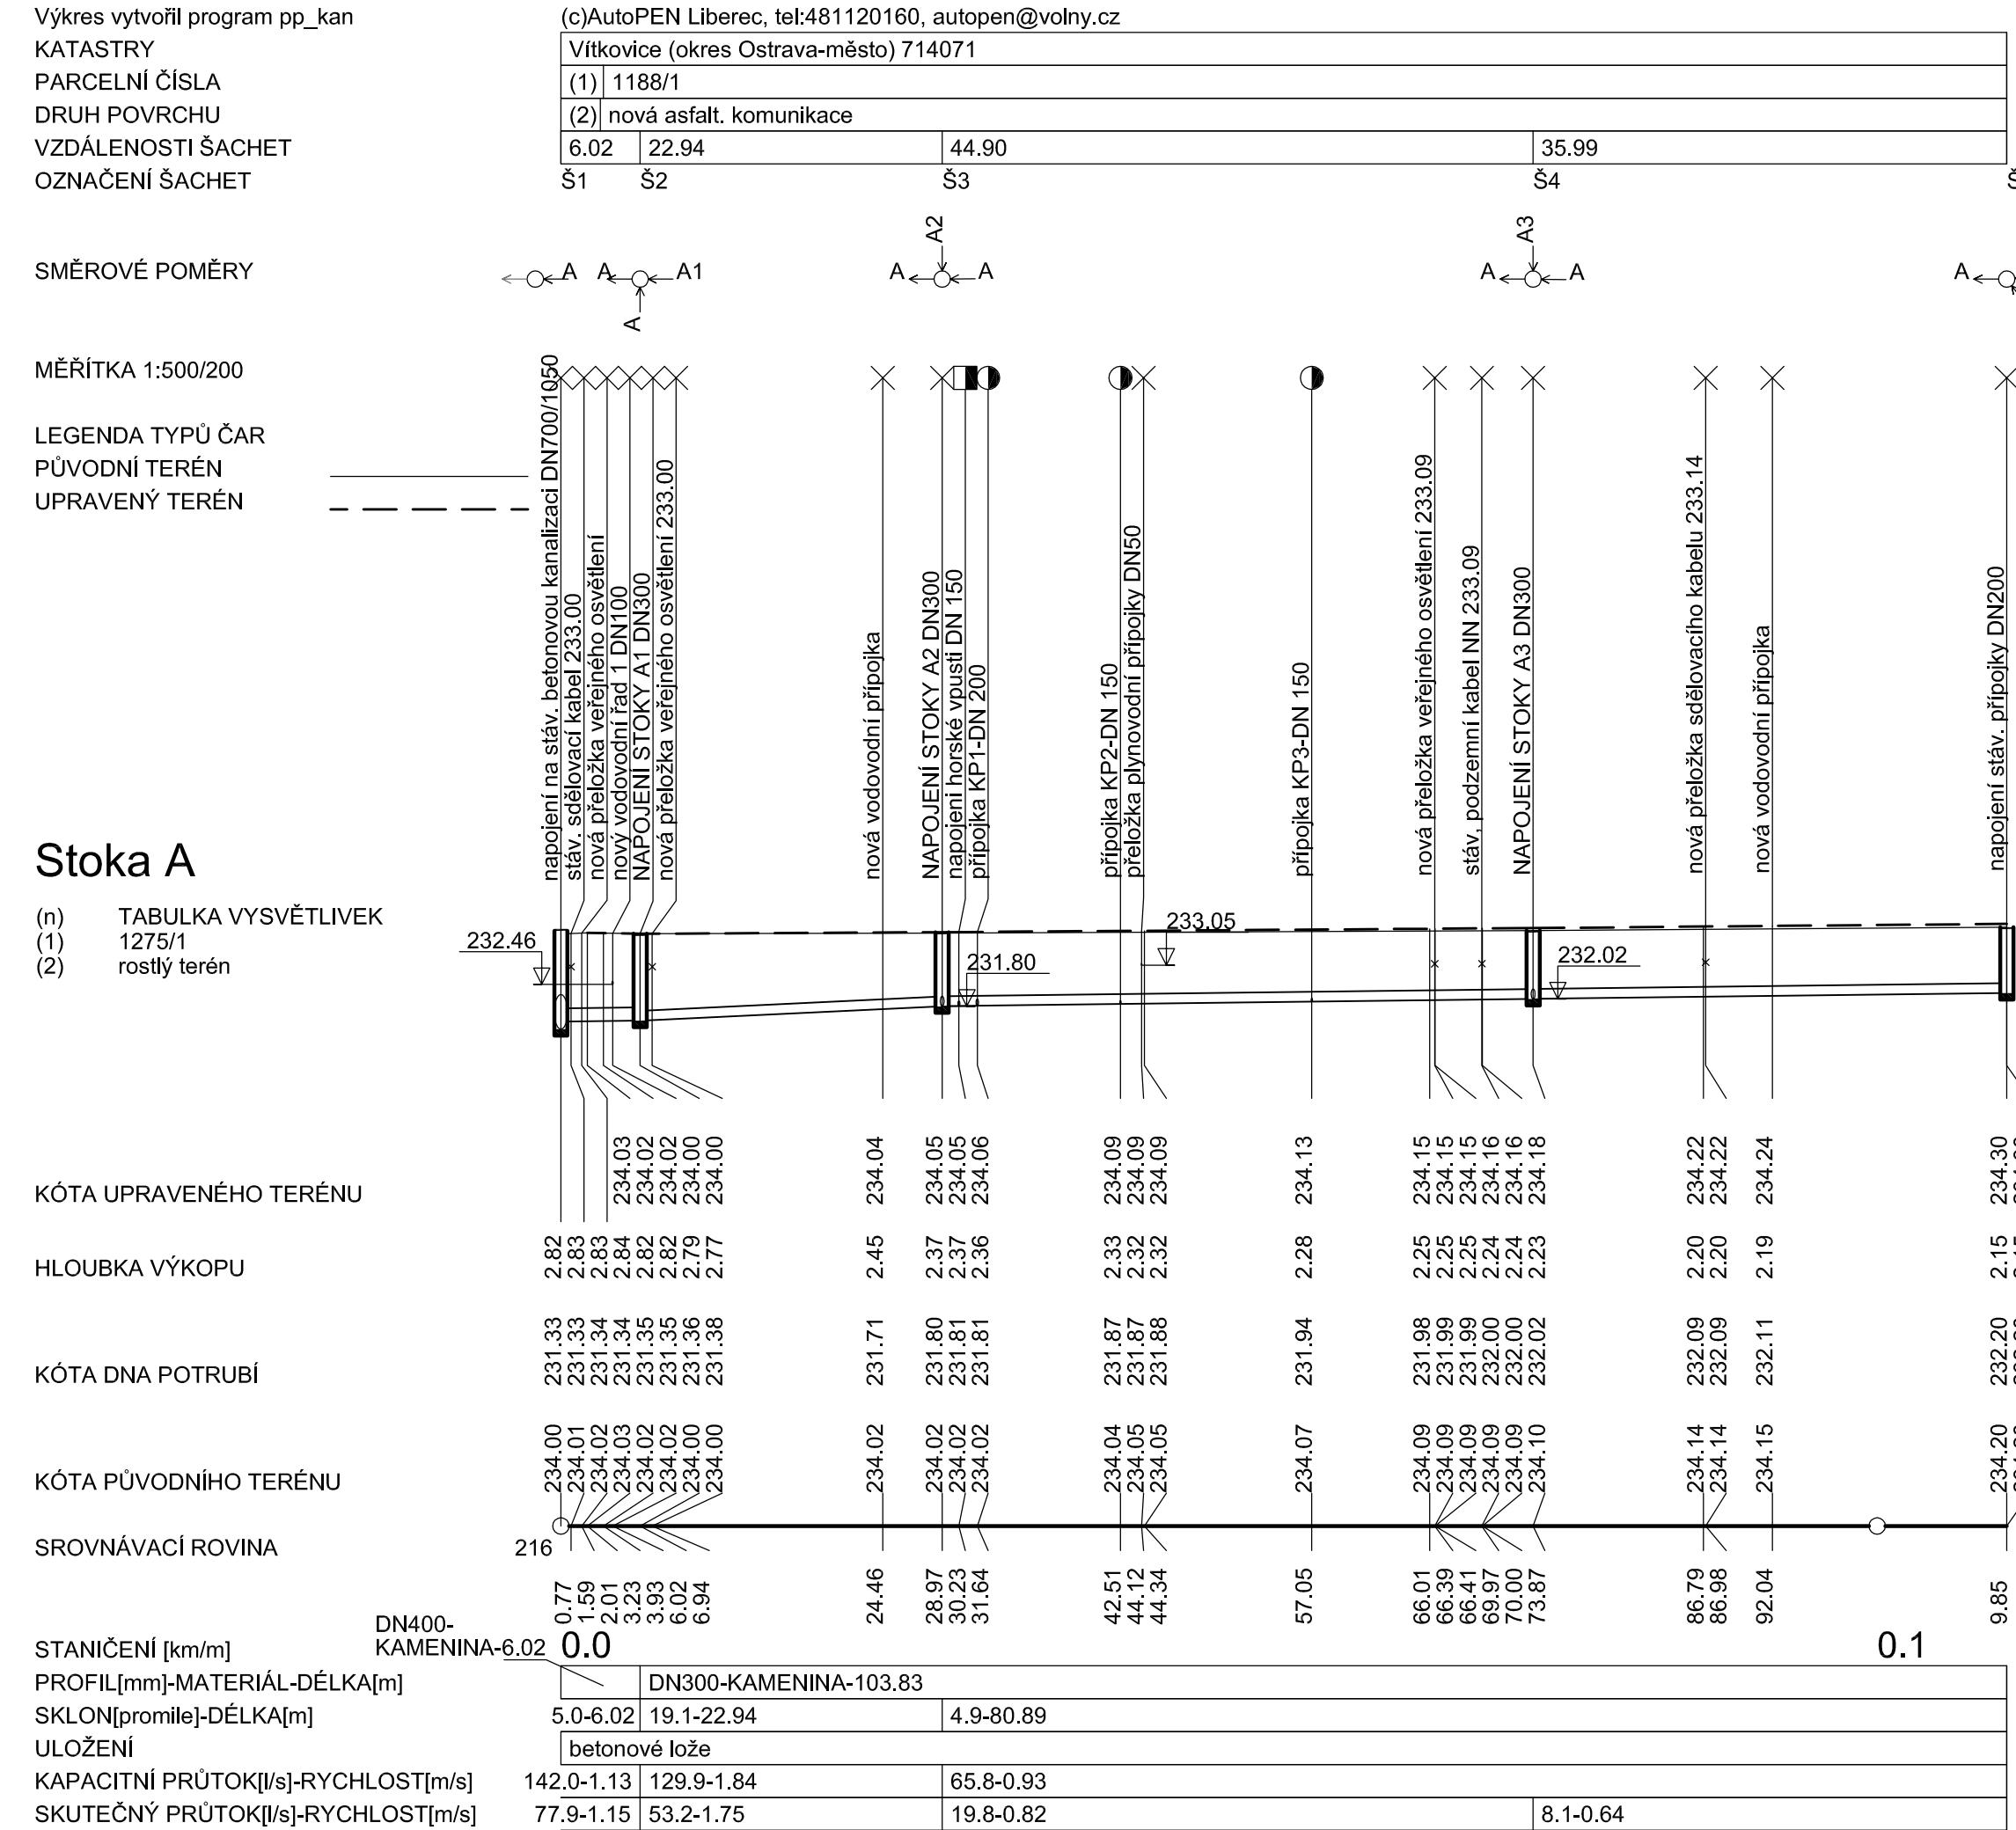 Výkres vytvořil program pp_kan (c)AutoPEN Liberec, tel:481120160, autopen@volny.cz
KATASTRY Vítkovice (okres Ostrava-město) 714071
PARCELNÍ ČÍSLA (1) 1188/1
DRUH POVRCHU (2) nová asfalt. komunikace
VZDÁLENOSTI ŠACHET 6.02 22.94 44.90 35.99
OZNAČENÍ ŠACHET Š1 Š2 Š3 Š4
A2 A3
SMĚROVÉ POMĚRY A A A1 A A A A A
A
MĚŘÍTKA 1:500/200
LEGENDA TYPŮ ČAR
PŮVODNÍ TERÉN
UPRAVENÝ TERÉN
napojení na stáv. betonovou kanalizaci DN700/1050
stáv. sdělovací kabel 233.00
nová přeložka veřejného osvětlení
nový vodovodní řad 1 DN100
NAPOJENÍ STOKY A1 DN300
nová přeložka veřejného osvětlení 233.00
nová vodovodní přípojka
NAPOJENÍ STOKY A2 DN300
napojení horské vpusti DN 150
přípojka KP1-DN 200
přípojka KP2-DN 150
přeložka plynovodní přípojky DN50
přípojka KP3-DN 150
nová přeložka veřejného osvětlení 233.09
stáv, podzemní kabel NN 233.09
NAPOJENÍ STOKY A3 DN300
nová přeložka sdělovacího kabelu 233.14
nová vodovodní přípojka
napojení stáv. přípojky DN200
Stoka A
(n) TABULKA VYSVĚTLIVEK
(1) 1275/1
(2) rostlý terén
232.46 231.80 233.05 232.02
KÓTA UPRAVENÉHO TERÉNU 234.03 234.02 234.02 234.00 234.00 234.04 234.05 234.05 234.06 234.09 234.09 234.09 234.13 234.15 234.15 234.15 234.16 234.16 234.18 234.22 234.22 234.24 234.30
HLOUBKA VÝKOPU 2.82 2.83 2.83 2.84 2.82 2.82 2.79 2.77 2.45 2.37 2.37 2.36 2.33 2.32 2.32 2.28 2.25 2.25 2.25 2.24 2.24 2.23 2.20 2.20 2.19 2.15
KÓTA DNA POTRUBÍ 231.33 231.33 231.34 231.34 231.35 231.35 231.36 231.38 231.71 231.80 231.81 231.81 231.87 231.87 231.88 231.94 231.98 231.99 231.99 232.00 232.00 232.02 232.09 232.09 232.11 232.20
KÓTA PŮVODNÍHO TERÉNU 234.00 234.01 234.02 234.03 234.02 234.02 234.00 234.00 234.02 234.02 234.02 234.02 234.04 234.05 234.05 234.07 234.09 234.09 234.09 234.09 234.09 234.10 234.14 234.14 234.15 234.20
SROVNÁVACÍ ROVINA 216
0.77 1.59 2.01 3.23 3.93 6.02 6.94 24.46 28.97 30.23 31.64 42.51 44.12 44.34 57.05 66.01 66.39 66.41 69.97 70.00 73.87 86.79 86.98 92.04 9.85
STANIČENÍ [km/m] DN400-
KAMENINA-6.02 0.0 0.1
PROFIL[mm]-MATERIÁL-DÉLKA[m] DN300-KAMENINA-103.83
SKLON[promile]-DÉLKA[m] 5.0-6.02 19.1-22.94 4.9-80.89
ULOŽENÍ betonové lože
KAPACITNÍ PRŮTOK[l/s]-RYCHLOST[m/s] 142.0-1.13 129.9-1.84 65.8-0.93
SKUTEČNÝ PRŮTOK[l/s]-RYCHLOST[m/s] 77.9-1.15 53.2-1.75 19.8-0.82 8.1-0.64